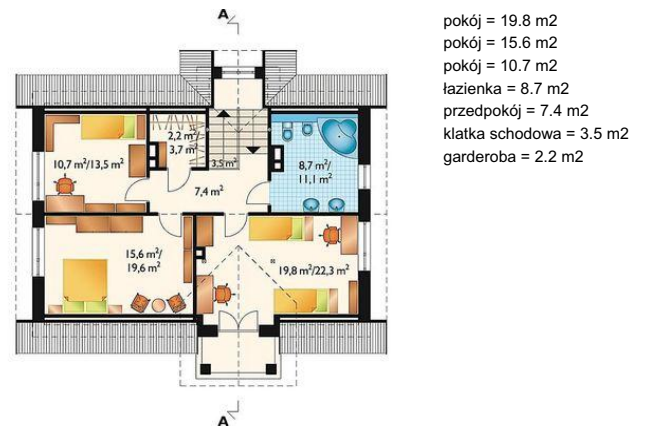 A
pokój = 19.8 m2
pokój = 15.6 m2
pokój = 10.7 m2
łazienka = 8.7 m2
przedpokój = 7.4 m2
klatka schodowa = 3.5 m2
garderoba = 2.2 m2
2,2 m²/
3,7 m²
10,7 m²/13,5 m²
3,5 m²
8,7 m²/
11,1 m²
7,4 m²
15,6 m²/
19,6 m²
19,8 m²/22,3 m²
A